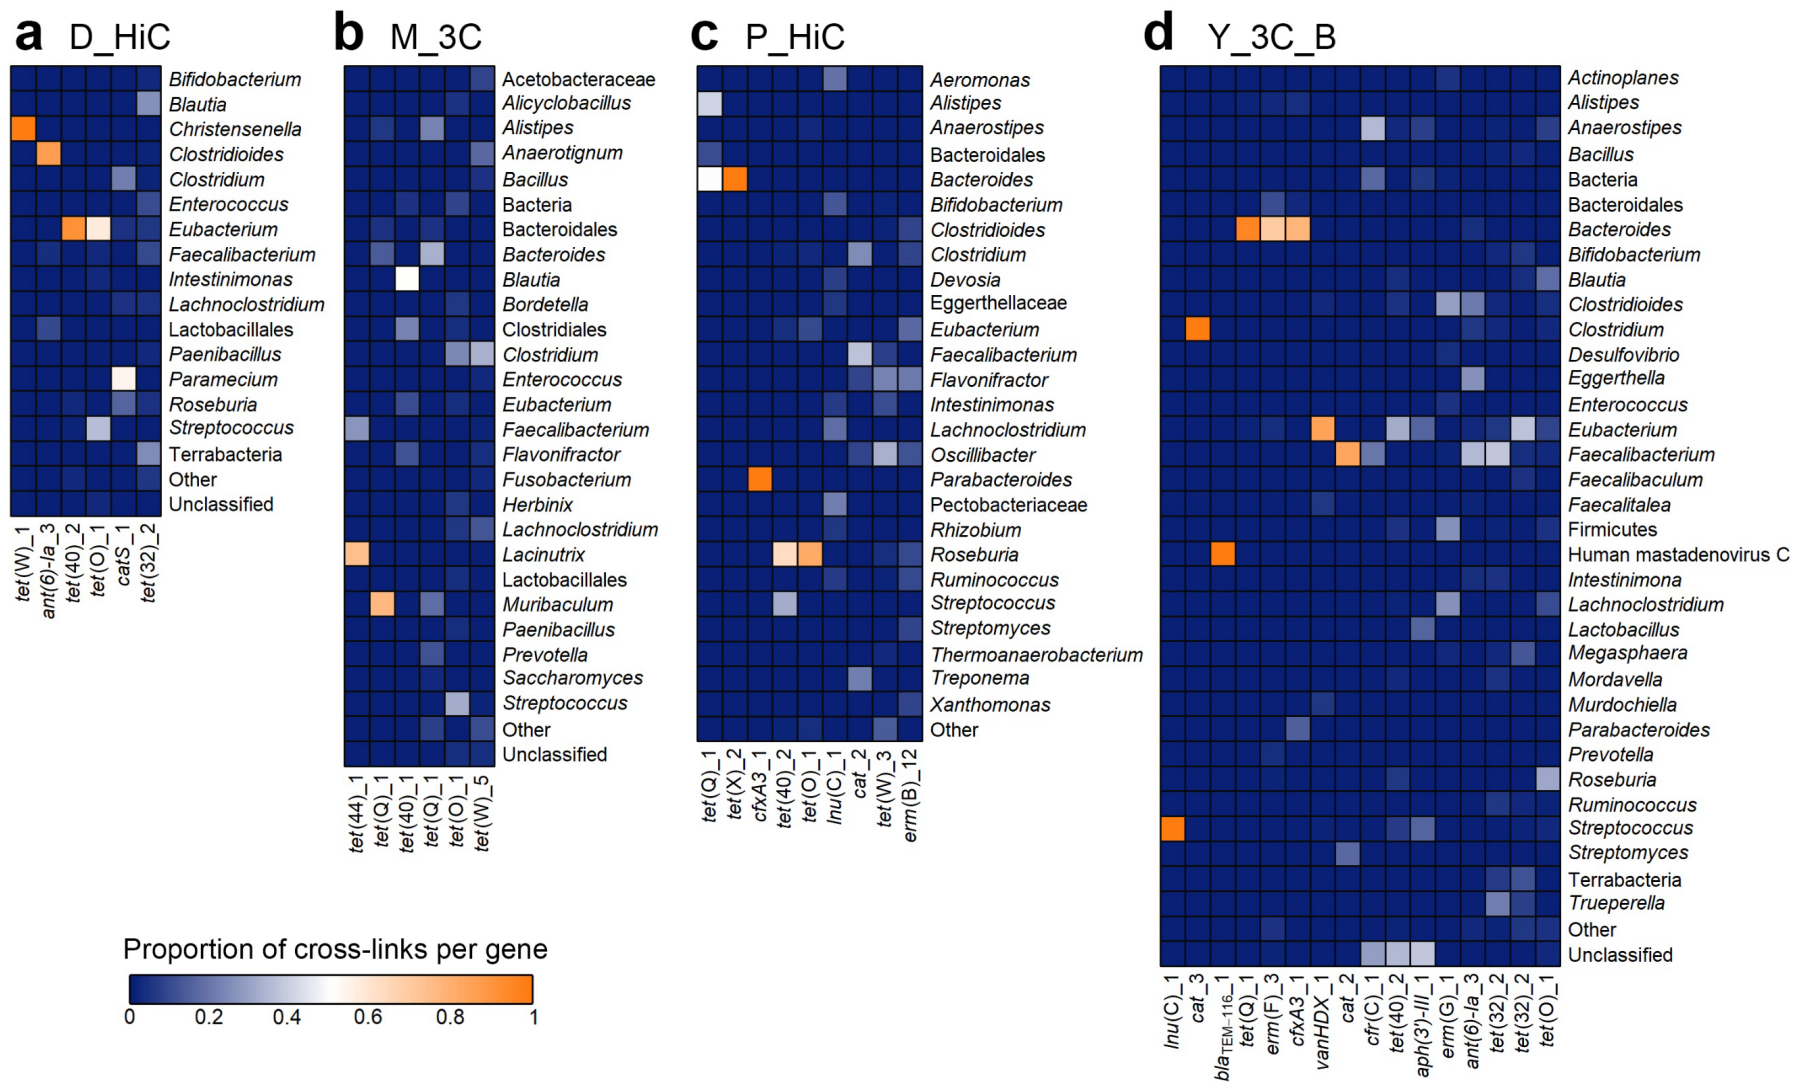 a D_HiC
Bifidobacterium
Blautia
Christensenella
Clostridioides
Clostridium
Enterococcus
Eubacterium
Faecalibacterium
Intestinimonas
Lachnoclostridium
Lactobacillales
Paenibacillus
Paramecium
Roseburia
Streptococcus
Terrabacteria
Other
Unclassified
tet(W)_1
ant(6)-Ia_3
tet(40)_2
tet(O)_1
catS_1
tet(32)_2
b M_3C
Acetobacteraceae
Alicyclobacillus
Alistipes
Anaerotignum
Bacillus
Bacteria
Bacteroidales
Bacteroides
Blautia
Bordetella
Clostridiales
Clostridium
Enterococcus
Eubacterium
Faecalibacterium
Flavonifractor
Fusobacterium
Herbinix
Lachnoclostridium
Lacinutrix
Lactobacillales
Muribaculum
Paenibacillus
Prevotella
Saccharomyces
Streptococcus
Other
Unclassified
tet(44)_1
tet(Q)_1
tet(40)_1
tet(Q)_1
tet(O)_1
tet(W)_5
c P_HiC
Aeromonas
Alistipes
Anaerostipes
Bacteroidales
Bacteroides
Bifidobacterium
Clostridioides
Clostridium
Devosia
Eggerthellaceae
Eubacterium
Faecalibacterium
Flavonifractor
Intestinimonas
Lachnoclostridium
Oscillibacter
Parabacteroides
Pectobacteriaceae
Rhizobium
Roseburia
Ruminococcus
Streptococcus
Streptomyces
Thermoanaerobacterium
Treponema
Xanthomonas
Other
tet(Q)_1
tet(X)_2
cfxA3_1
tet(40)_2
tet(O)_1
lnu(C)_1
cat_2
tet(W)_3
erm(B)_12
d Y_3C_B
Actinoplanes
Alistipes
Anaerostipes
Bacillus
Bacteria
Bacteroidales
Bacteroides
Bifidobacterium
Blautia
Clostridioides
Clostridium
Desulfovibrio
Eggerthella
Enterococcus
Eubacterium
Faecalibacterium
Faecalibaculum
Faecalitalea
Firmicutes
Human mastadenovirus C
Intestinimona
Lachnoclostridium
Lactobacillus
Megasphaera
Mordavella
Murdochiella
Parabacteroides
Prevotella
Roseburia
Ruminococcus
Streptococcus
Streptomyces
Terrabacteria
Trueperella
Other
Unclassified
lnu(C)_1
cat_3
blaTEM−116_1
tet(Q)_1
erm(F)_3
cfxA3_1
vanHDX_1
cat_2
cfr(C)_1
tet(40)_2
aph(3')-III_1
erm(G)_1
ant(6)-Ia_3
tet(32)_2
tet(32)_2
tet(O)_1
Proportion of cross-links per gene
0 0.2 0.4 0.6 0.8 1